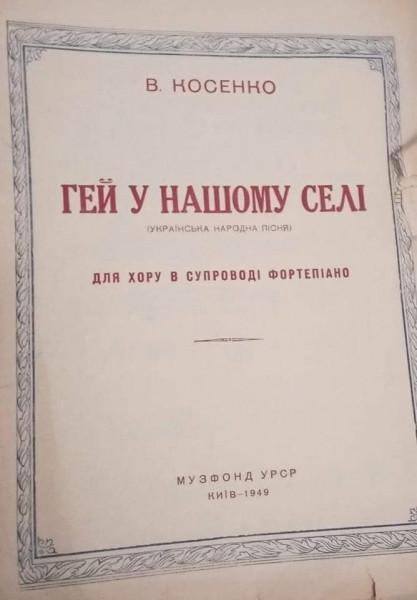 В. КОСЕНКО
ГЕЙ У НАШОМУ СЕЛІ
(УКРАЇНСЬКА НАРОДНА ПІСНЯ)
ДЛЯ ХОРУ В СУПРОВОДІ ФОРТЕПІАНО
МУЗФОНД УРСР
КИЇВ–1949